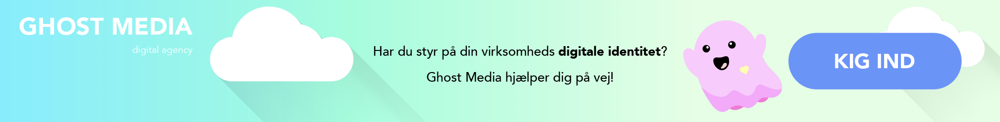 GHOST MEDIA
digital agency
Har du styr på din virksomheds digitale identitet?
Ghost Media hjælper dig på vej!
KIG IND